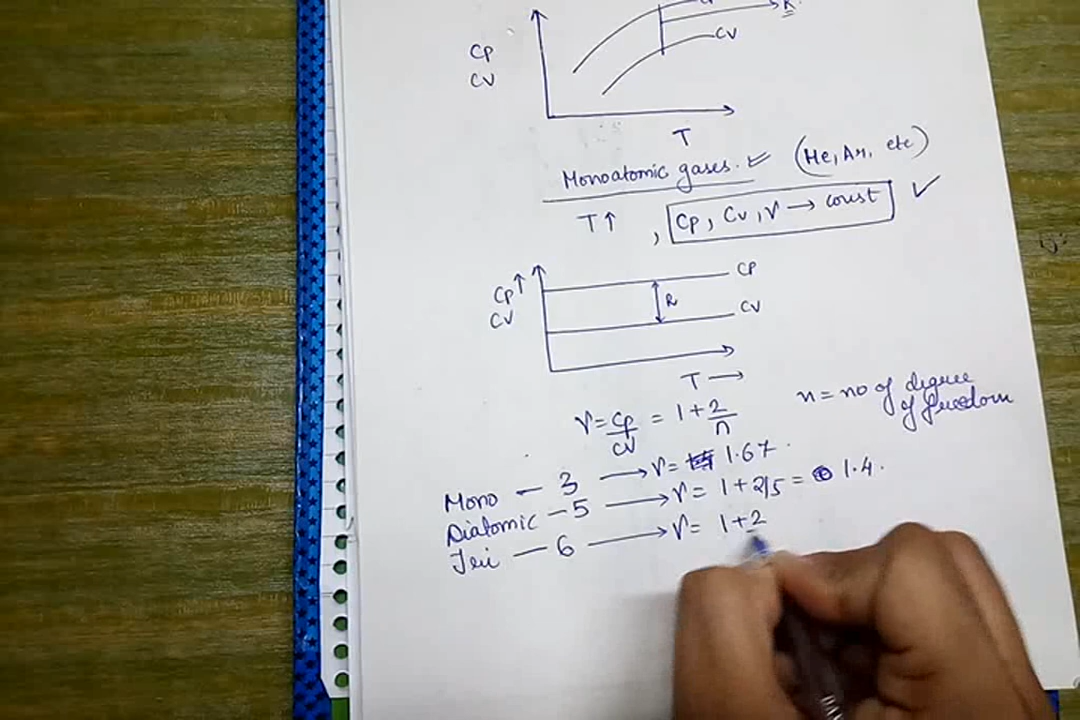 Cp
CV
CV
T
Monoatomic gases. (He, Ar, etc)
T↑ , Cp, Cv, γ → const ✓
Cp↑
CV
Cp
R
CV
T →
γ = Cp/CV = 1 + 2/n
n = no of degree of freedom
Mono – 3 → γ = 1.67.
Diatomic – 5 → γ = 1 + 2/5 = 1.4.
– 6 → γ = 1 + 2